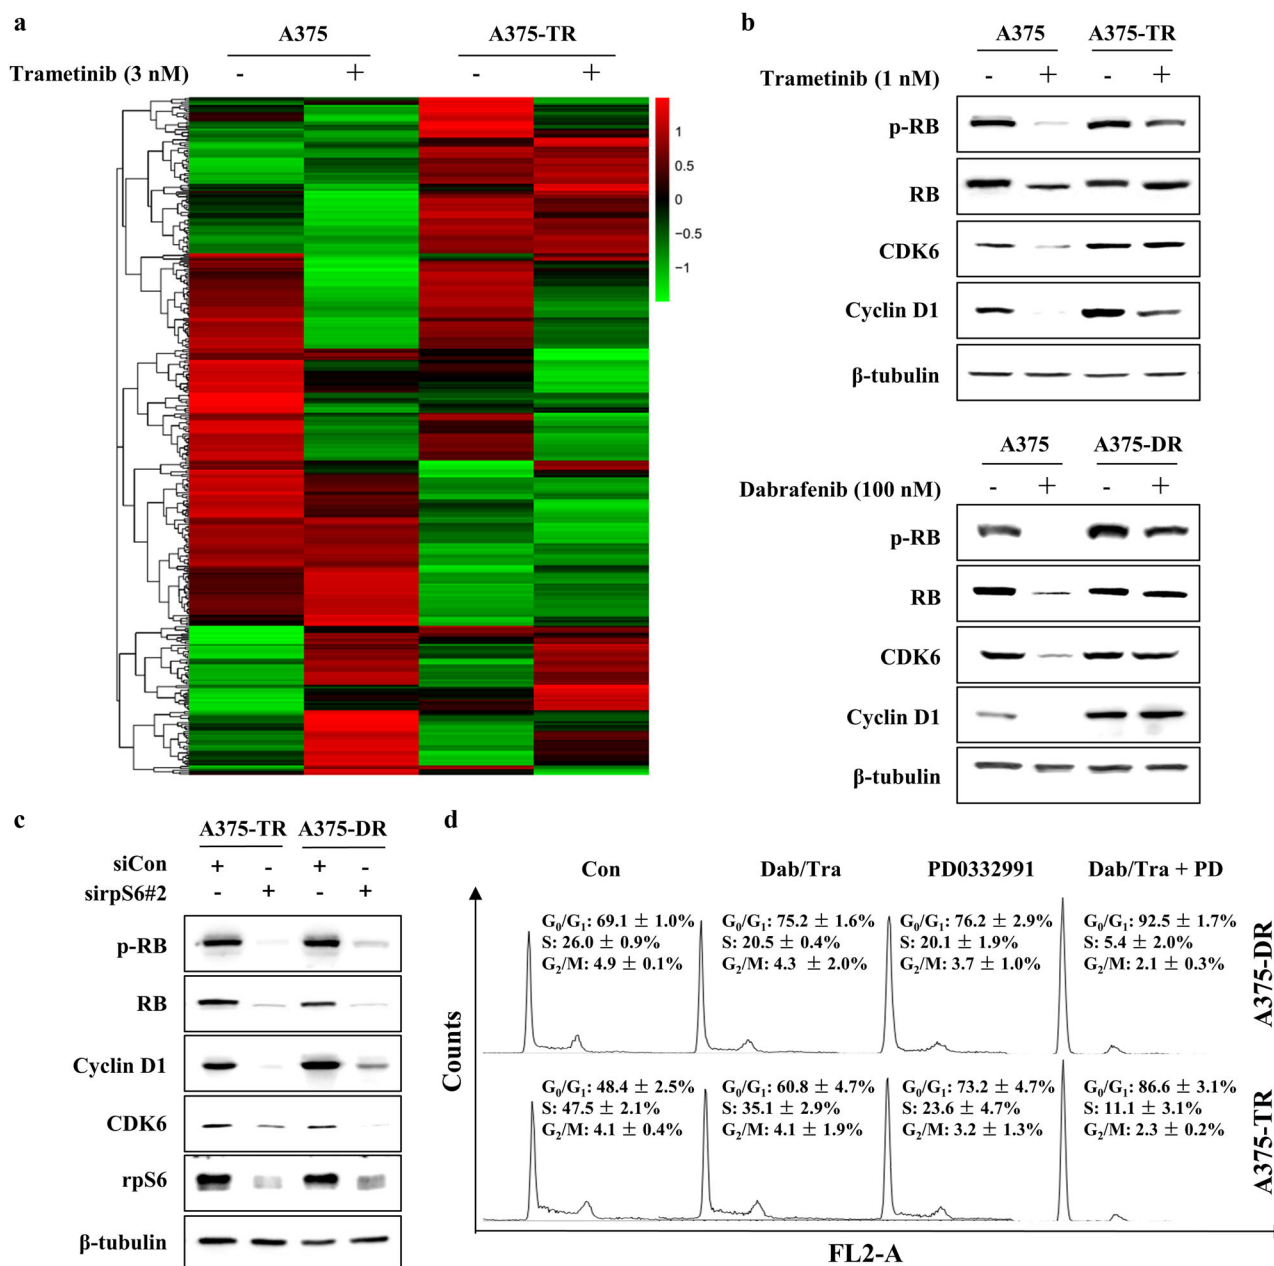 a
A375
A375-TR
Trametinib (3 nM)
-
+
-
+
1
0.5
0
−0.5
−1
b
A375
A375-TR
Trametinib (1 nM)
-
+
-
+
p-RB
RB
CDK6
Cyclin D1
β-tubulin
A375
A375-DR
Dabrafenib (100 nM)
-
+
-
+
p-RB
RB
CDK6
Cyclin D1
β-tubulin
c
A375-TR
A375-DR
siCon
+
-
+
-
sirpS6#2
-
+
-
+
p-RB
RB
Cyclin D1
CDK6
rpS6
β-tubulin
d
Con
Dab/Tra
PD0332991
Dab/Tra + PD
G₀/G₁: 69.1 ± 1.0%
S: 26.0 ± 0.9%
G₂/M: 4.9 ± 0.1%
G₀/G₁: 75.2 ± 1.6%
S: 20.5 ± 0.4%
G₂/M: 4.3 ± 2.0%
G₀/G₁: 76.2 ± 2.9%
S: 20.1 ± 1.9%
G₂/M: 3.7 ± 1.0%
G₀/G₁: 92.5 ± 1.7%
S: 5.4 ± 2.0%
G₂/M: 2.1 ± 0.3%
A375-DR
G₀/G₁: 48.4 ± 2.5%
S: 47.5 ± 2.1%
G₂/M: 4.1 ± 0.4%
G₀/G₁: 60.8 ± 4.7%
S: 35.1 ± 2.9%
G₂/M: 4.1 ± 1.9%
G₀/G₁: 73.2 ± 4.7%
S: 23.6 ± 4.7%
G₂/M: 3.2 ± 1.3%
G₀/G₁: 86.6 ± 3.1%
S: 11.1 ± 3.1%
G₂/M: 2.3 ± 0.2%
A375-TR
Counts
FL2-A